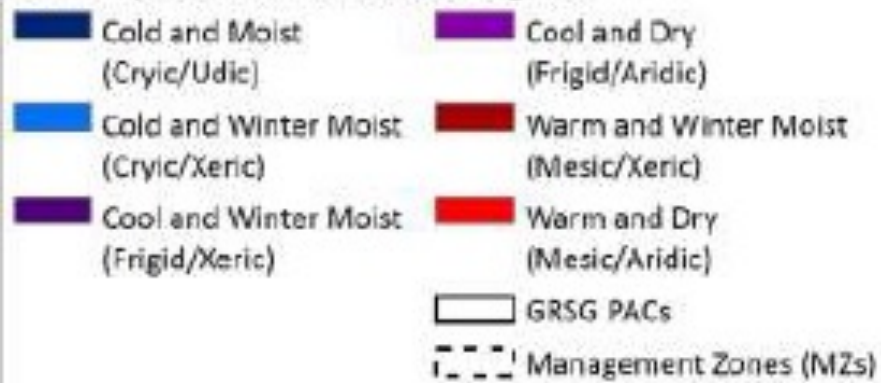 Cold and Moist
(Cryic/Udic)
Cold and Winter Moist
(Cryic/Xeric)
Cool and Winter Moist
(Frigid/Xeric)
Cool and Dry
(Frigid/Aridic)
Warm and Winter Moist
(Mesic/Xeric)
Warm and Dry
(Mesic/Aridic)
GRSG PACs
Management Zones (MZs)